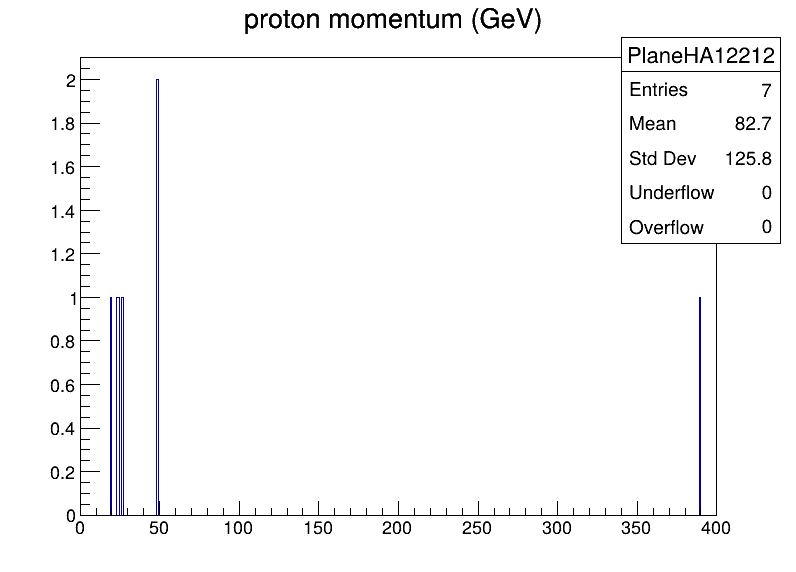 proton momentum (GeV)
PlaneHA12212
Entries 7
Mean 82.7
Std Dev 125.8
Underflow 0
Overflow 0
2
1.8
1.6
1.4
1.2
1
0.8
0.6
0.4
0.2
0
0 50 100 150 200 250 300 350 400